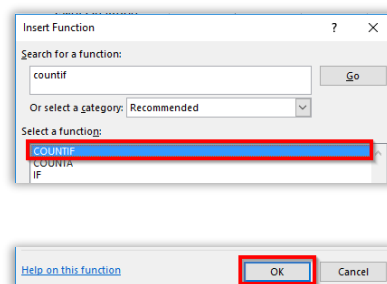 Insert Function ? ×
Search for a function:
countif Go
Or select a category: Recommended
Select a function:
COUNTIF
COUNTA
IF
Help on this function OK Cancel